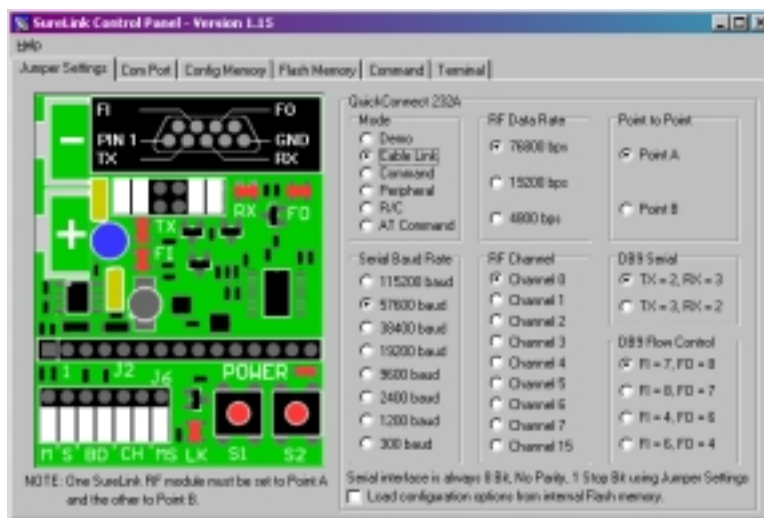 SureLink Control Panel - Version 1.15
Help
Jumper Settings
Com Port
Config Memory
Flash Memory
Command
Terminal
FI
FO
PIN 1
GND
TX
RX
RX
FO
TX
FI
1
J2
J6
POWER
M S BD CH MS LK S1 S2
NOTE: One SureLink RF module must be set to Point A
and the other to Point B.
QuickConnect 232A
Mode
Demo
Cable Link
Command
Peripheral
R/C
AT Command
RF Data Rate
76800 bps
19200 bps
4800 bps
Point to Point
Point A
Point B
Serial Baud Rate
115200 baud
57600 baud
38400 baud
19200 baud
9600 baud
2400 baud
1200 baud
300 baud
RF Channel
Channel 0
Channel 1
Channel 2
Channel 3
Channel 4
Channel 5
Channel 6
Channel 7
Channel 15
DB9 Serial
TX = 2, RX = 3
TX = 3, RX = 2
DB9 Flow Control
FI = 7, FO = 8
FI = 8, FO = 7
FI = 4, FO = 6
FI = 6, FO = 4
Serial interface is always 8 Bit, No Parity, 1 Stop Bit using Jumper Settings
Load configuration options from internal Flash memory.